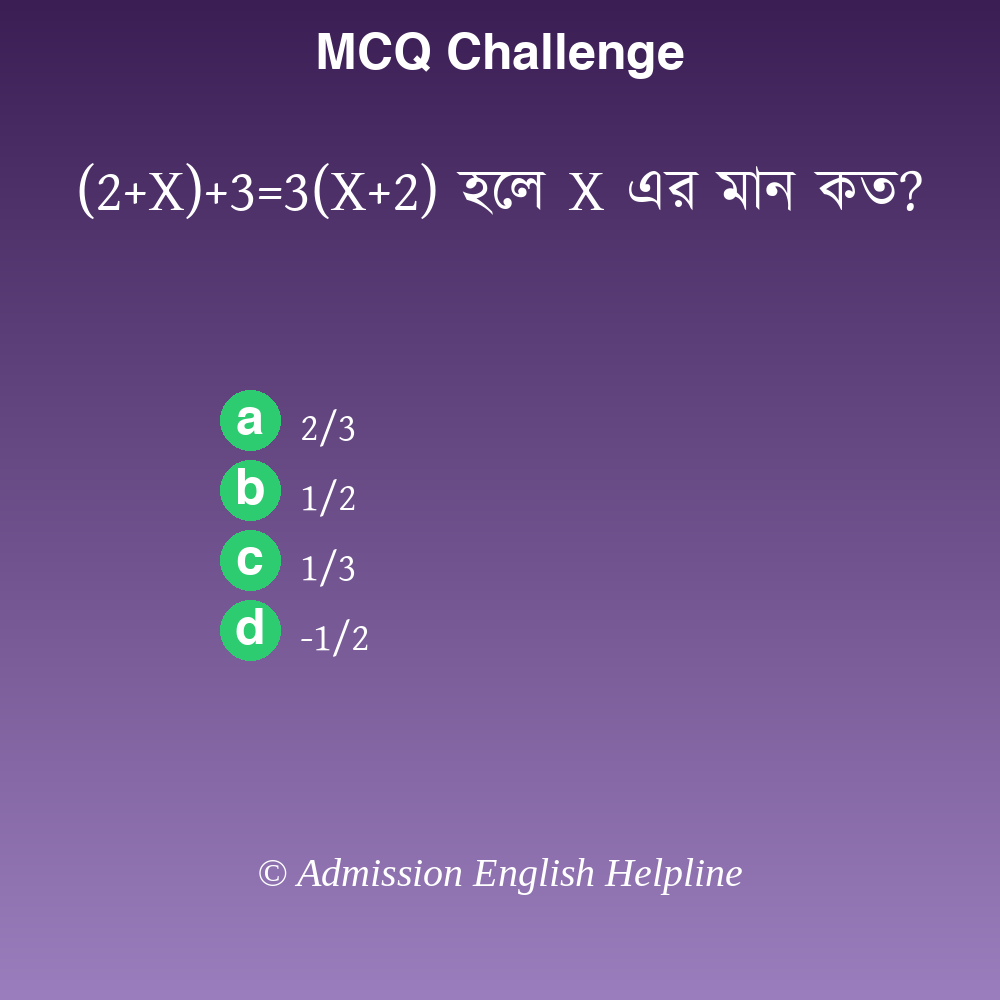 MCQ Challenge
(2+X)+3=3(X+2) হলে X এর মান কত?
a 2/3
b 1/2
c 1/3
d -1/2
© Admission English Helpline